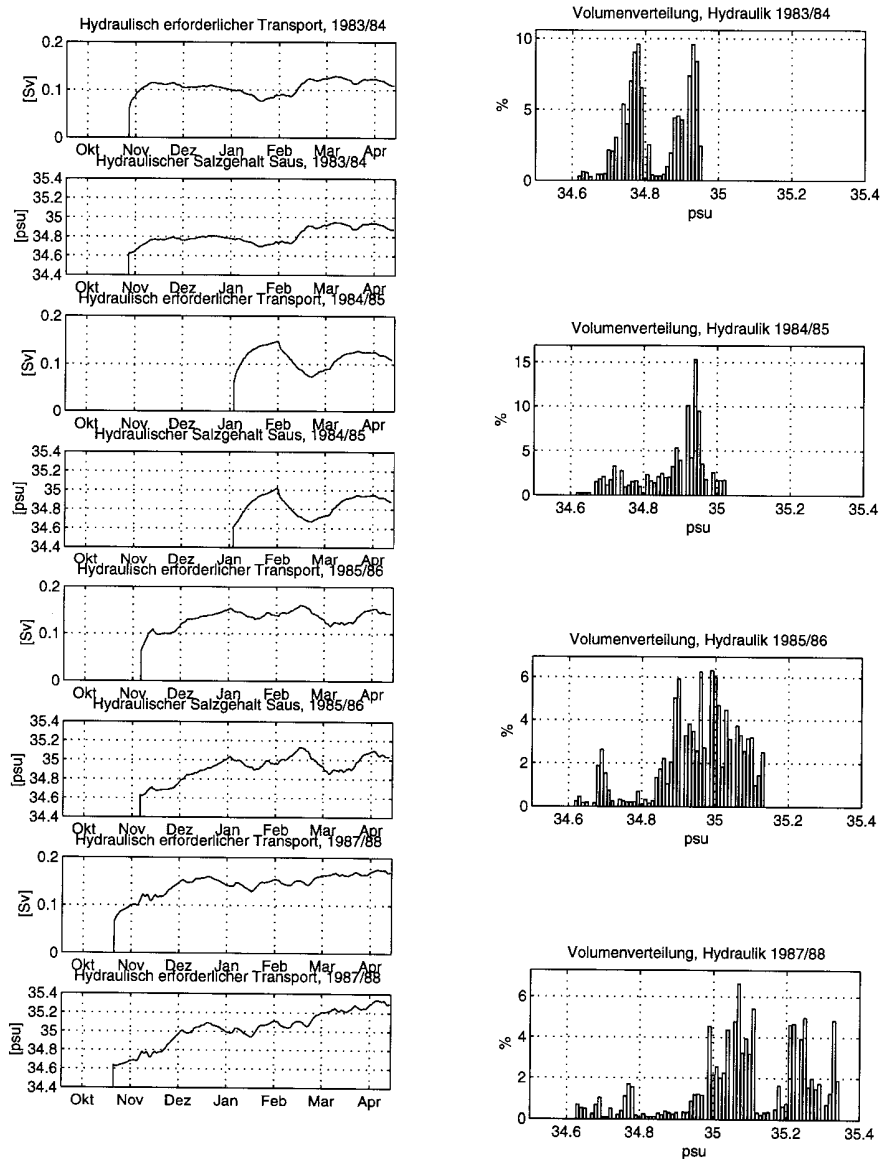 Hydraulisch erforderlicher Transport, 1983/84
0.2
0.1
0
[Sv]
Okt Nov Dez Jan Feb Mar Apr
Hydraulischer Salzgehalt Saus, 1983/84
35.4
35.2
35
34.8
34.6
34.4
[psu]
Okt Nov Dez Jan Feb Mar Apr
Hydraulisch erforderlicher Transport, 1984/85
0.2
0.1
0
[Sv]
Okt Nov Dez Jan Feb Mar Apr
Hydraulischer Salzgehalt Saus, 1984/85
35.4
35.2
35
34.8
34.6
34.4
[psu]
Okt Nov Dez Jan Feb Mar Apr
Hydraulisch erforderlicher Transport, 1985/86
0.2
0.1
0
[Sv]
Okt Nov Dez Jan Feb Mar Apr
Hydraulischer Salzgehalt Saus, 1985/86
35.4
35.2
35
34.8
34.6
34.4
[psu]
Okt Nov Dez Jan Feb Mar Apr
Hydraulisch erforderlicher Transport, 1987/88
0.2
0.1
0
[Sv]
Okt Nov Dez Jan Feb Mar Apr
Hydraulisch erforderlicher Transport, 1987/88
35.4
35.2
35
34.8
34.6
34.4
[psu]
Okt Nov Dez Jan Feb Mar Apr
Volumenverteilung, Hydraulik 1983/84
10
5
0
%
34.6 34.8 35 35.2 35.4
psu
Volumenverteilung, Hydraulik 1984/85
15
10
5
0
%
34.6 34.8 35 35.2 35.4
psu
Volumenverteilung, Hydraulik 1985/86
6
4
2
0
%
34.6 34.8 35 35.2 35.4
psu
Volumenverteilung, Hydraulik 1987/88
6
4
2
0
%
34.6 34.8 35 35.2 35.4
psu